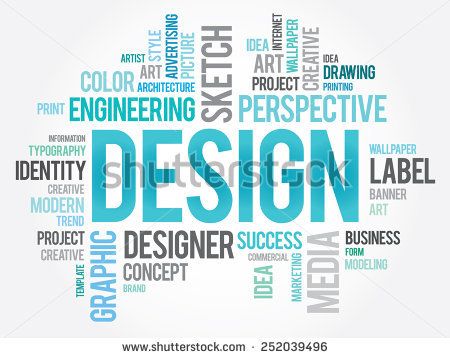 ARTIST
STYLE
ART
ADVERTISING
PICTURE
ARCHITECTURE
COLOR
PRINT
ENGINEERING
SKETCH
IDEA
ART
INTERNET
WALLPAPER
CREATIVE
PROJECT
IDEA
DRAWING
PRINTING
PERSPECTIVE
INFORMATION
TYPOGRAPHY
IDENTITY
CREATIVE
MODERN
TREND
PROJECT
CREATIVE
DESIGN
WALLPAPER
LABEL
BANNER
ART
TEMPLATE
GRAPHIC
DESIGNER
CONCEPT
BRAND
SUCCESS
COMMERCIAL
IDEA
MARKETING
MEDIA
BUSINESS
FORM
MODELING
shutterstock
www.shutterstock.com · 252039496